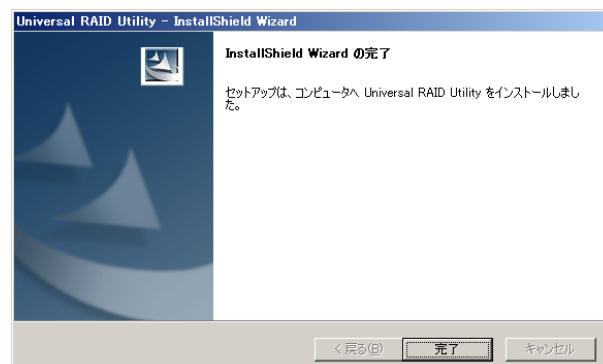 Universal RAID Utility - InstallShield Wizard
InstallShield Wizard の完了
セットアップは、コンピュータへ Universal RAID Utility をインストールしまし
た。
< 戻る(B)
完了
キャンセル